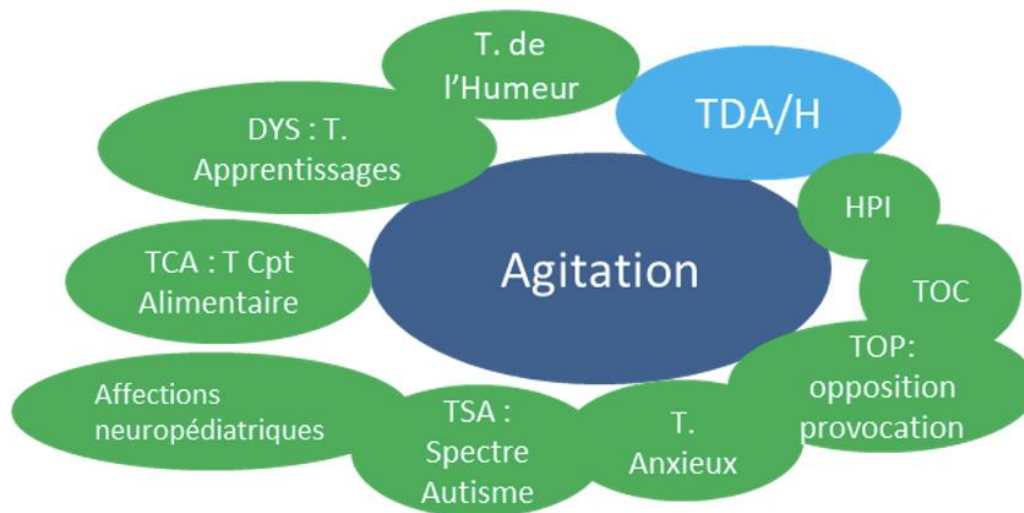 T. de
l'Humeur
TDA/H
DYS : T.
Apprentissages
HPI
Agitation
TCA : T Cpt
Alimentaire
TOC
TOP:
opposition
provocation
Affections
neuropédiatriques
TSA :
Spectre
Autisme
T.
Anxieux